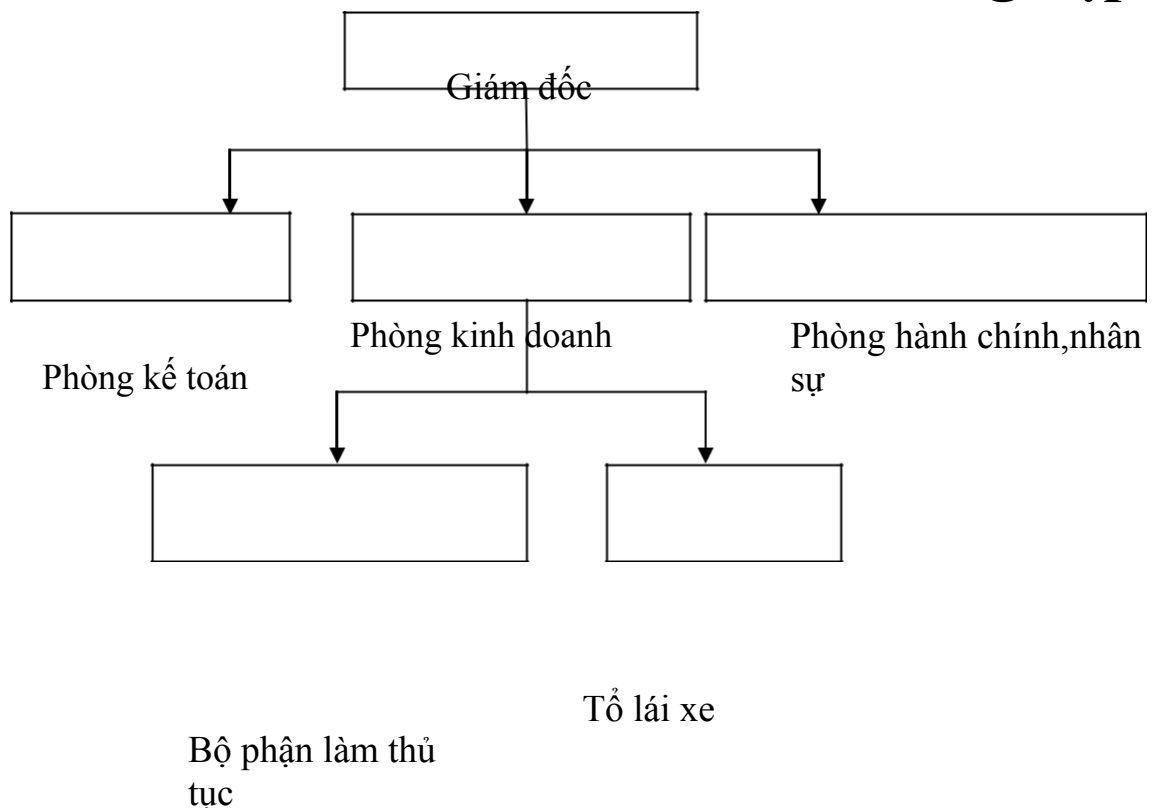 Giám đốc
Phòng kinh doanh
Phòng hành chính,nhân
sự
Phòng kế toán
Tổ lái xe
Bộ phận làm thủ
tục